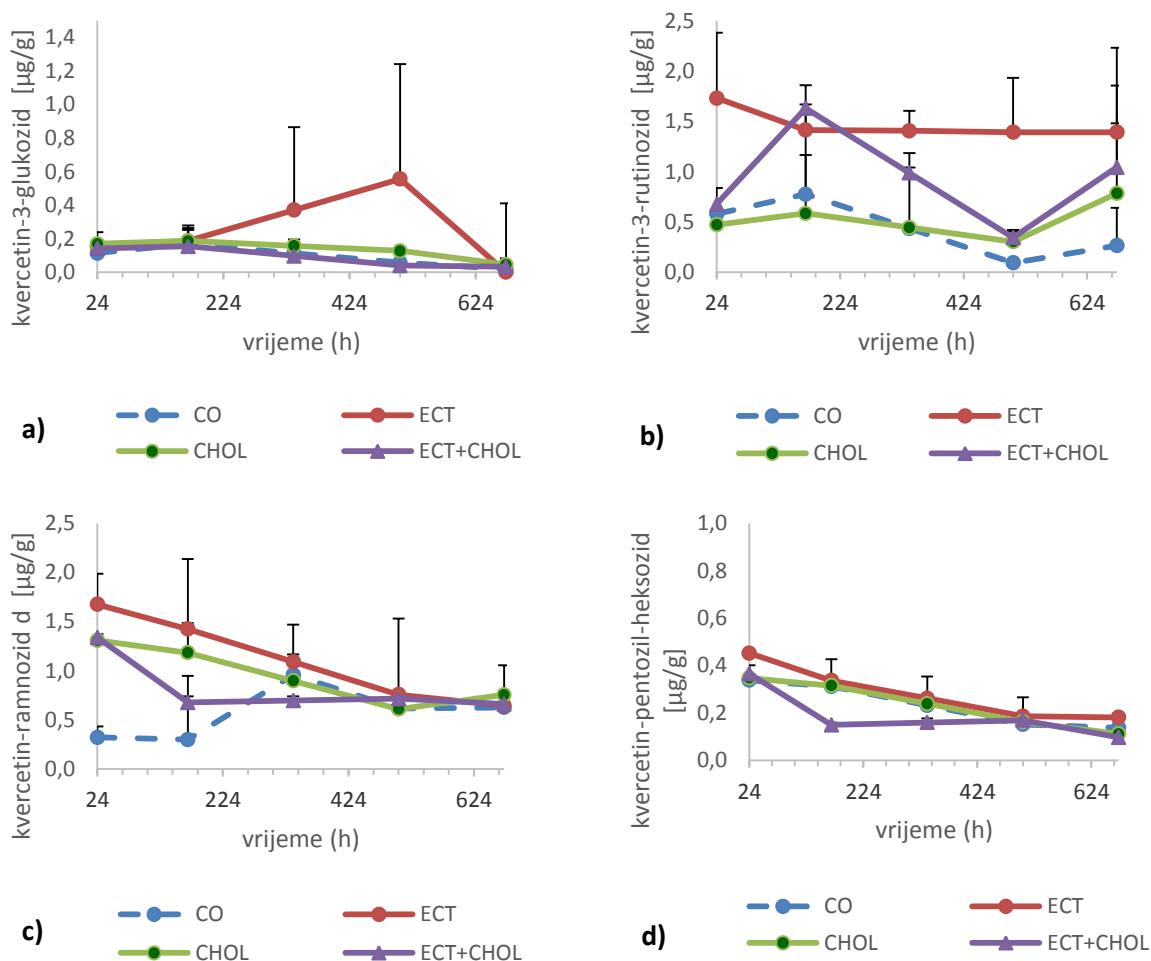 kvercetin-3-glukozid [µg/g]
1,4
1,2
1,0
0,8
0,6
0,4
0,2
0,0
24 224 424 624
vrijeme (h)
a)
CO ECT
CHOL ECT+CHOL
kvercetin-3-rutinozid [µg/g]
2,5
2,0
1,5
1,0
0,5
0,0
24 224 424 624
vrijeme (h)
b)
CO ECT
CHOL ECT+CHOL
kvercetin-ramnozid d [µg/g]
2,5
2,0
1,5
1,0
0,5
0,0
24 224 424 624
vrijeme (h)
c)
CO ECT
CHOL ECT+CHOL
kvercetin-pentozil-heksozid
[µg/g]
1,0
0,8
0,6
0,4
0,2
0,0
24 224 424 624
vrijeme (h)
d)
CO ECT
CHOL ECT+CHOL